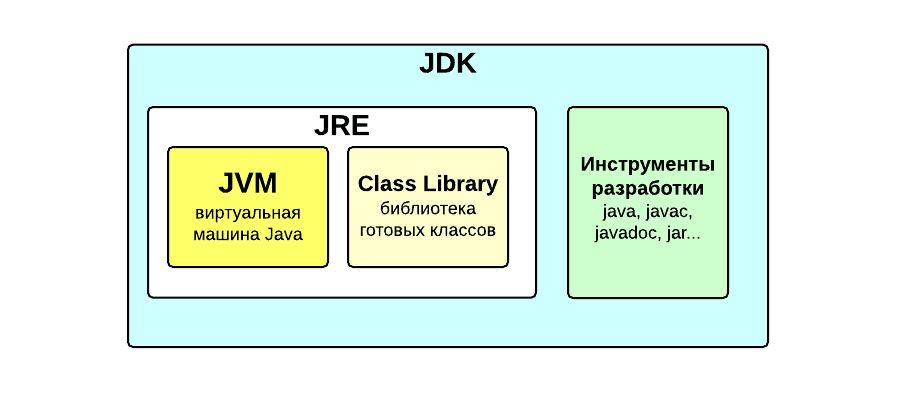 JDK
JRE
JVM
виртуальная
машина Java
Class Library
библиотека
готовых классов
Инструменты
разработки
java, javac,
javadoc, jar...